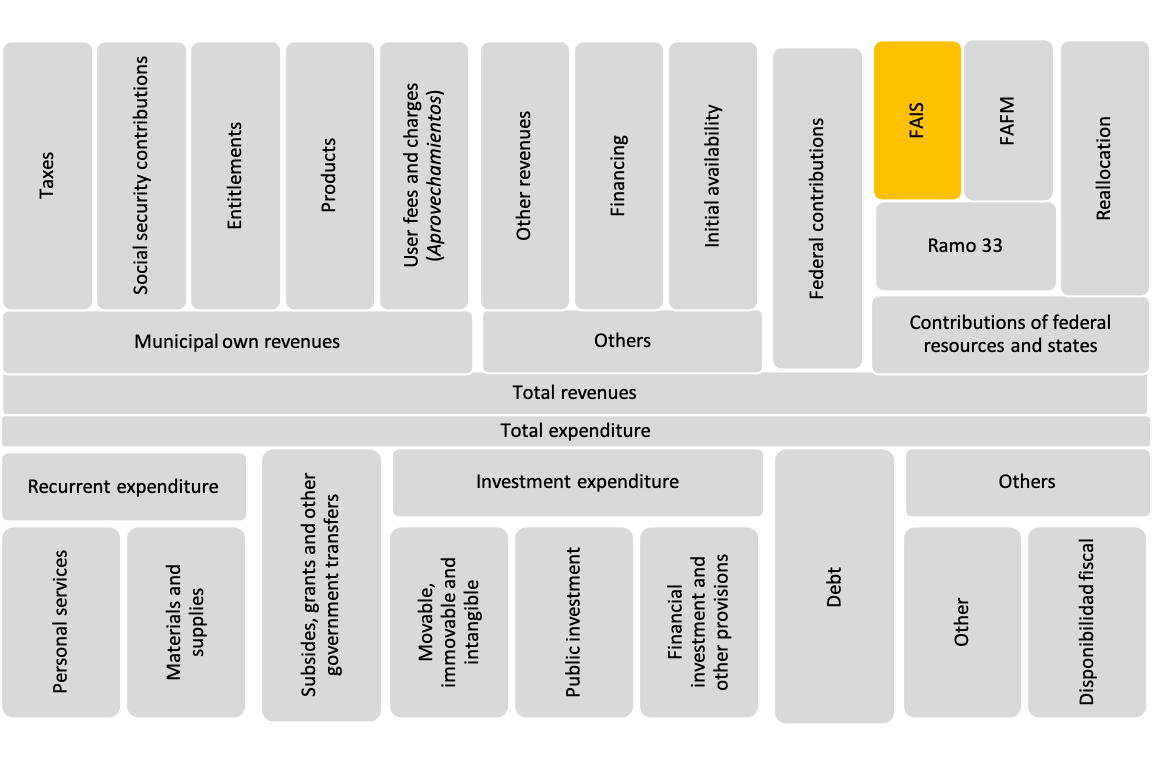 Taxes
Social security contributions
Entitlements
Products
User fees and charges
(Aprovechamientos)
Other revenues
Financing
Initial availability
Federal contributions
FAIS
FAFM
Reallocation
Ramo 33
Municipal own revenues
Others
Contributions of federal
resources and states
Total revenues
Total expenditure
Recurrent expenditure
Subsides, grants and other
government transfers
Investment expenditure
Debt
Others
Personal services
Materials and
supplies
Movable,
immovable and
intangible
Public investment
Financial
investment and
other provisions
Other
Disponibilidad fiscal